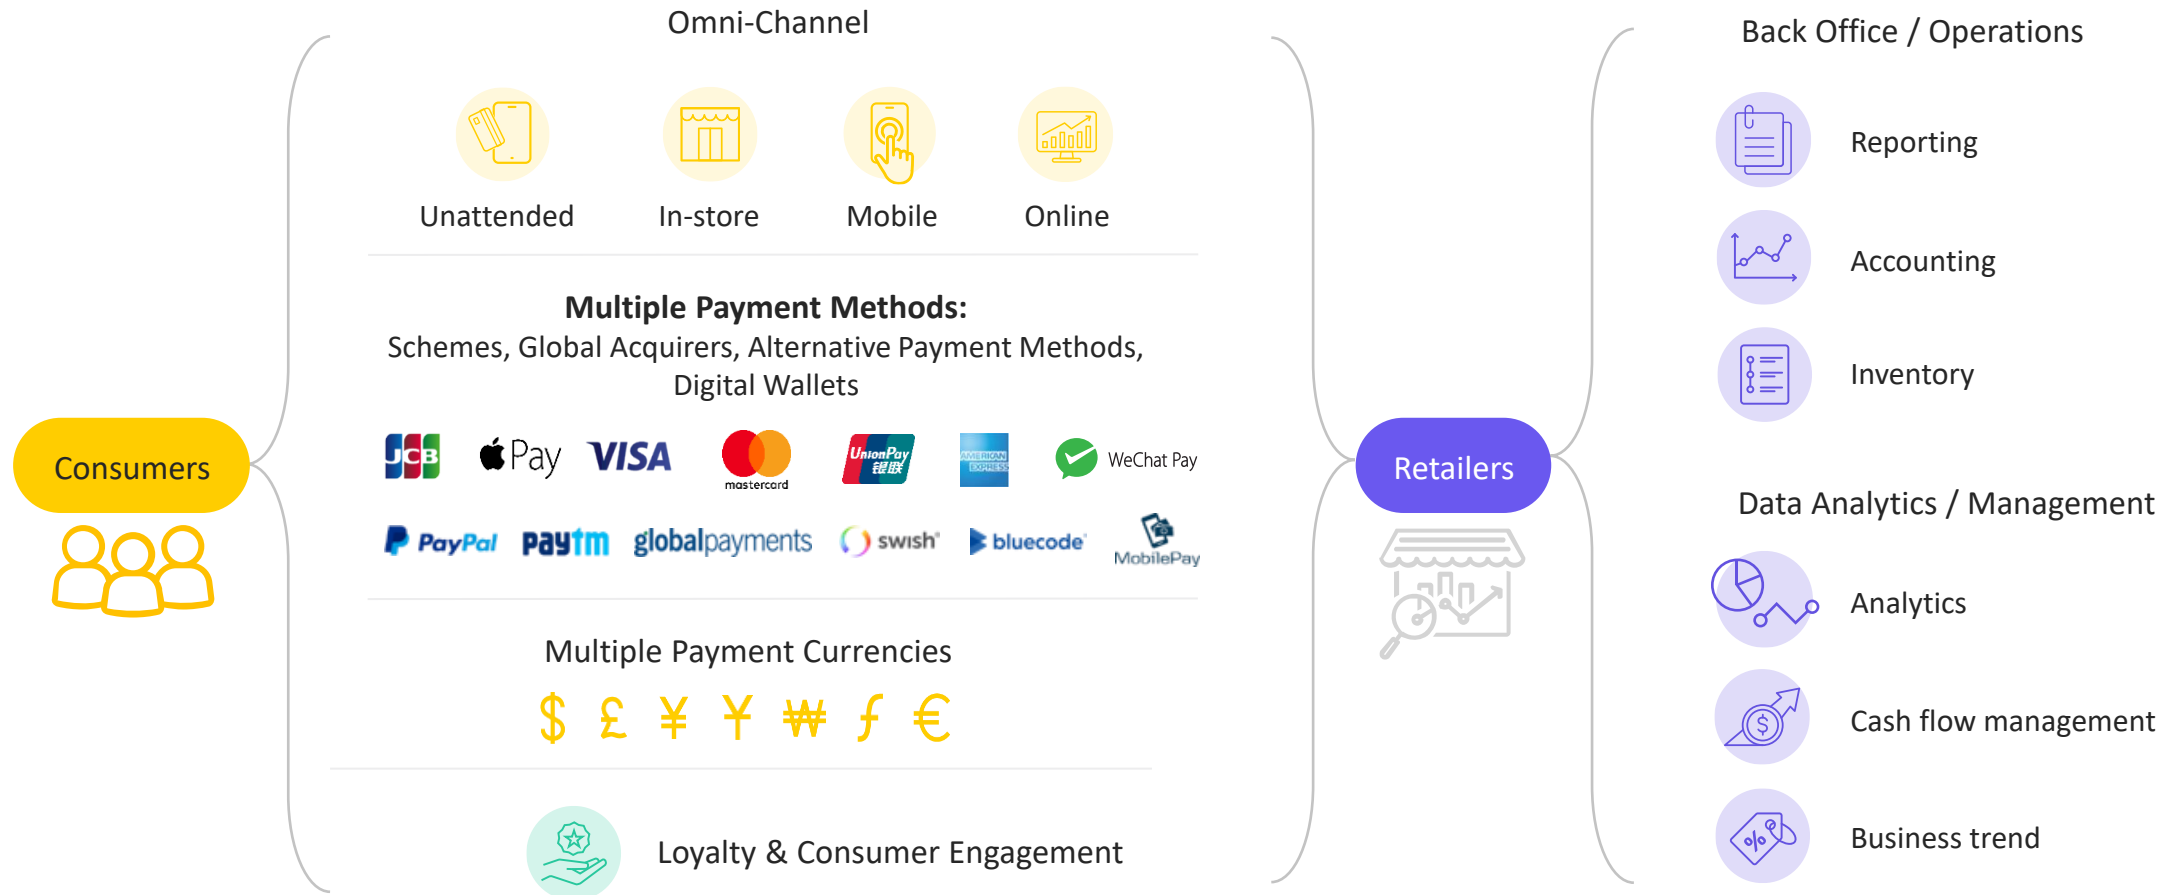 Omni-Channel
Unattended
In-store
Mobile
Online
Multiple Payment Methods:
Schemes, Global Acquirers, Alternative Payment Methods,
Digital Wallets
JCB
Pay
VISA
mastercard
UnionPay
银联
AMERICAN
EXPRESS
WeChat Pay
PayPal
paytm
globalpayments
swish
bluecode
MobilePay
Multiple Payment Currencies
$ £ ¥ Y ₩ ƒ €
Loyalty & Consumer Engagement
Consumers
Retailers
Back Office / Operations
Reporting
Accounting
Inventory
Data Analytics / Management
Analytics
$
Cash flow management
%
Business trend